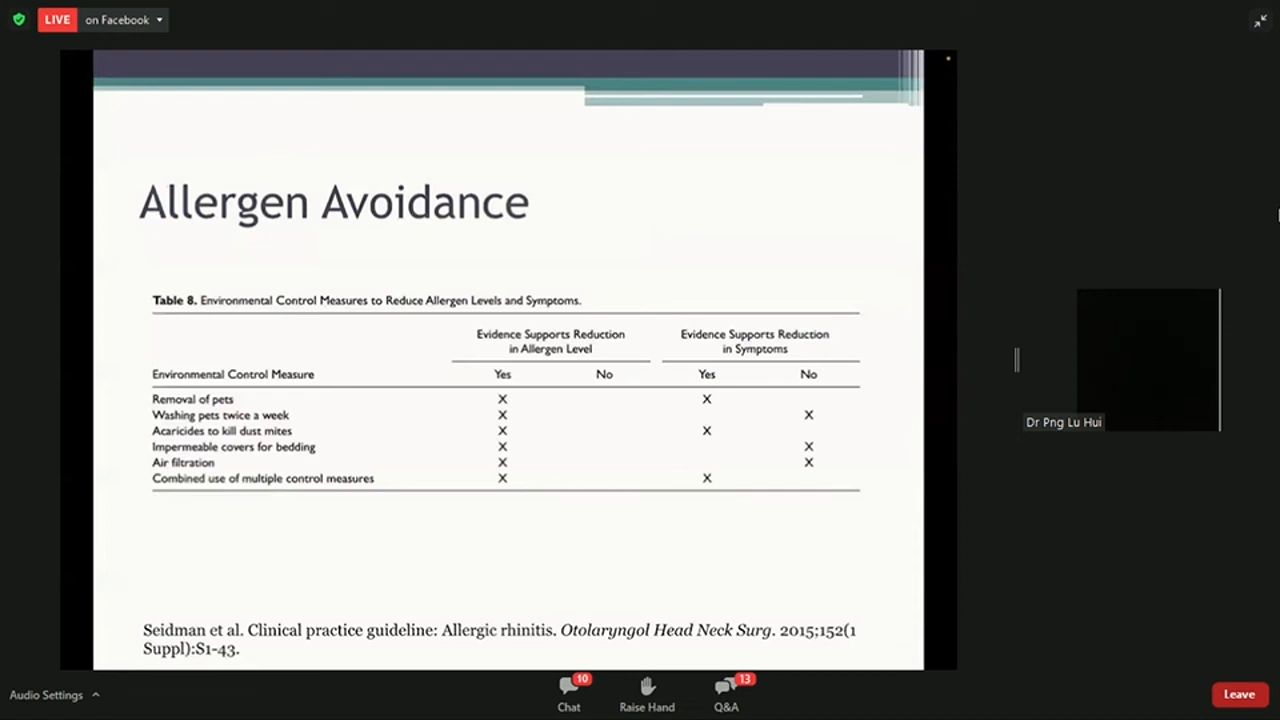 LIVE on Facebook
Allergen Avoidance
Table 8. Environmental Control Measures to Reduce Allergen Levels and Symptoms.
Evidence Supports Reduction Evidence Supports Reduction
in Allergen Level in Symptoms
Environmental Control Measure Yes No Yes No
Removal of pets X X
Washing pets twice a week X X
Acaricides to kill dust mites X X
Impermeable covers for bedding X X
Air filtration X X
Combined use of multiple control measures X X
Dr Png Lu Hui
Seidman et al. Clinical practice guideline: Allergic rhinitis. Otolaryngol Head Neck Surg. 2015;152(1
Suppl):S1-43.
10 13
Audio Settings Chat Raise Hand Q&A Leave